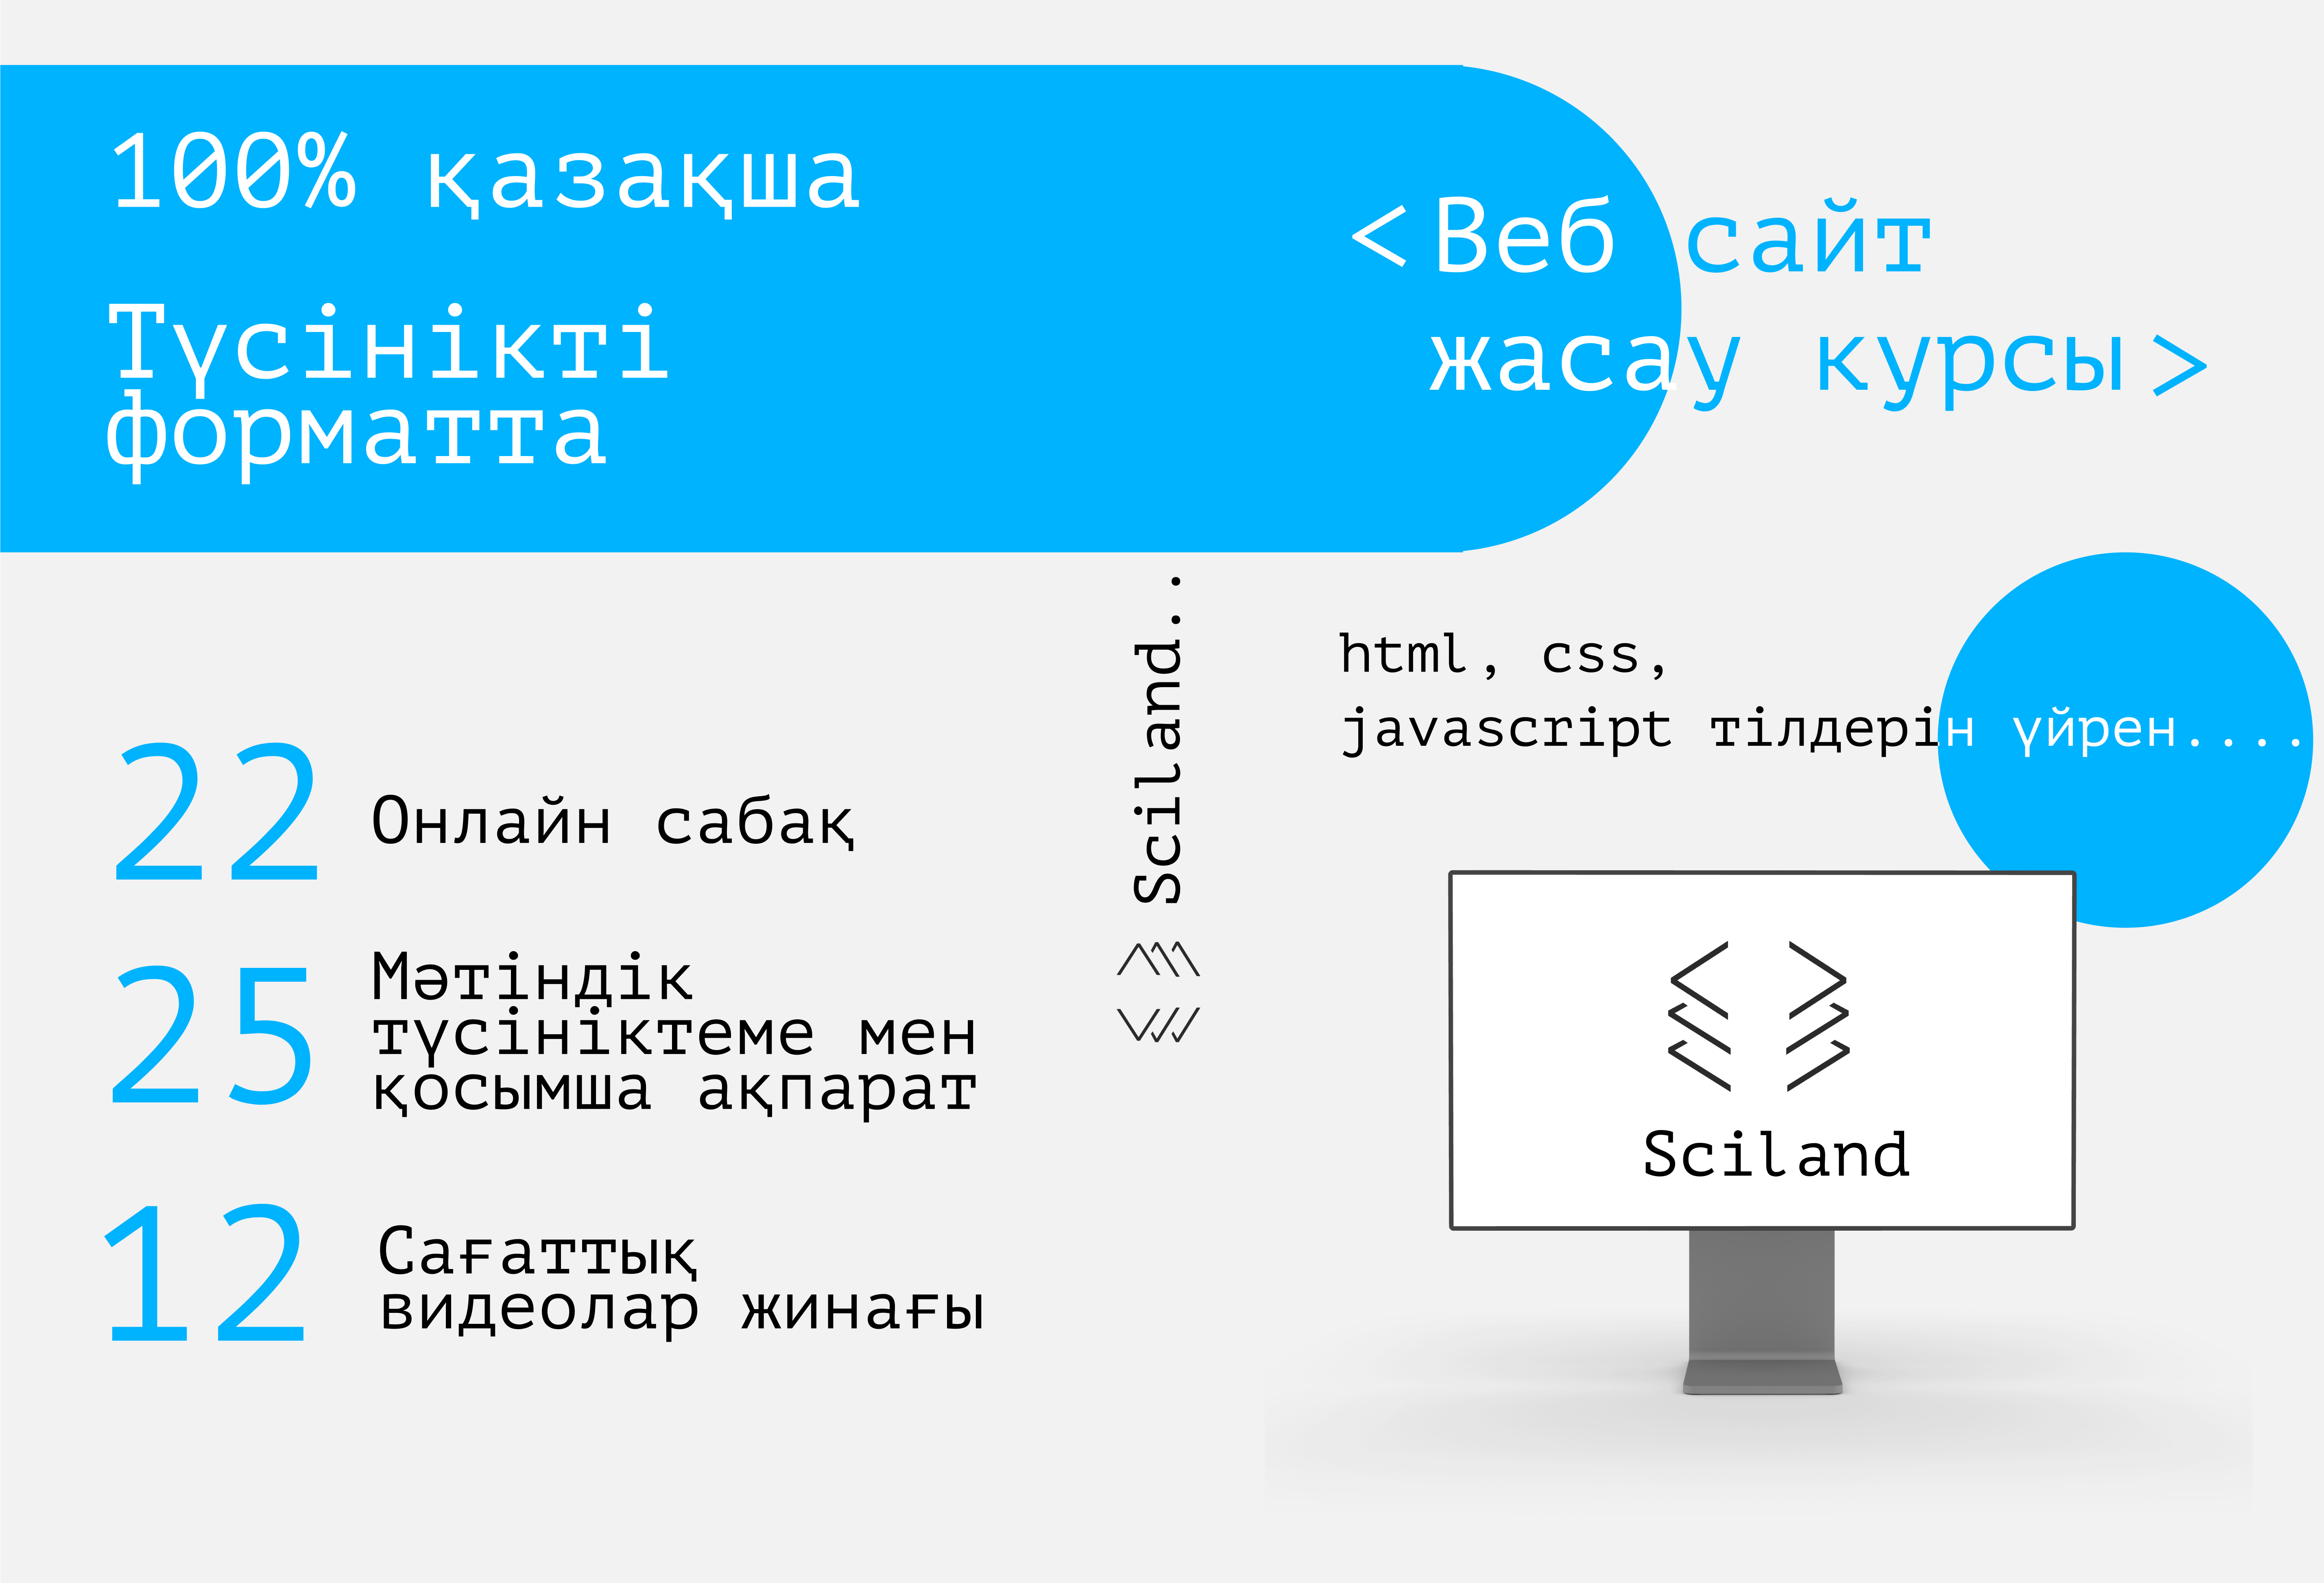 100% қазақша
Түсінікті
форматта
<Веб сайт
жасау курсы>
22
Онлайн сабақ
25
Мәтіндік
түсініктеме мен
қосымша ақпарат
12
Сағаттық
видеолар жинағы
Sciland..
html, css,
javascript тілдерін үйрен....
Sciland